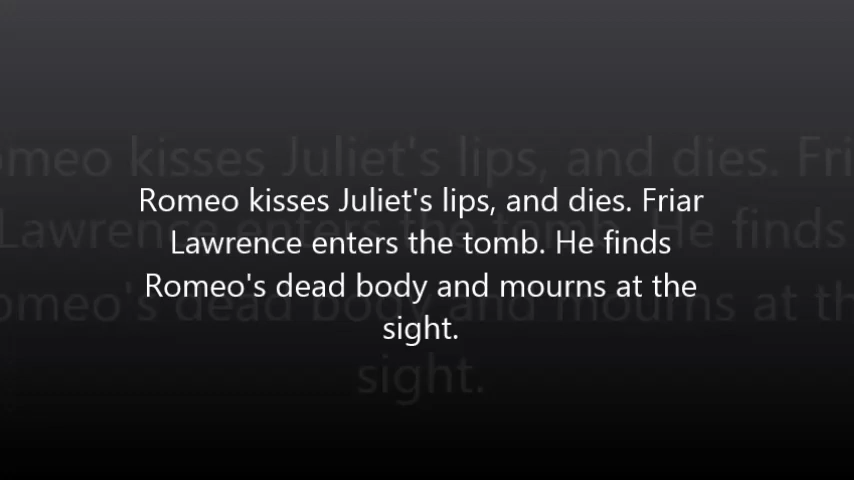 Romeo kisses Juliet's lips, and dies. Friar
Lawrence enters the tomb. He finds
Romeo's dead body and mourns at the
sight.